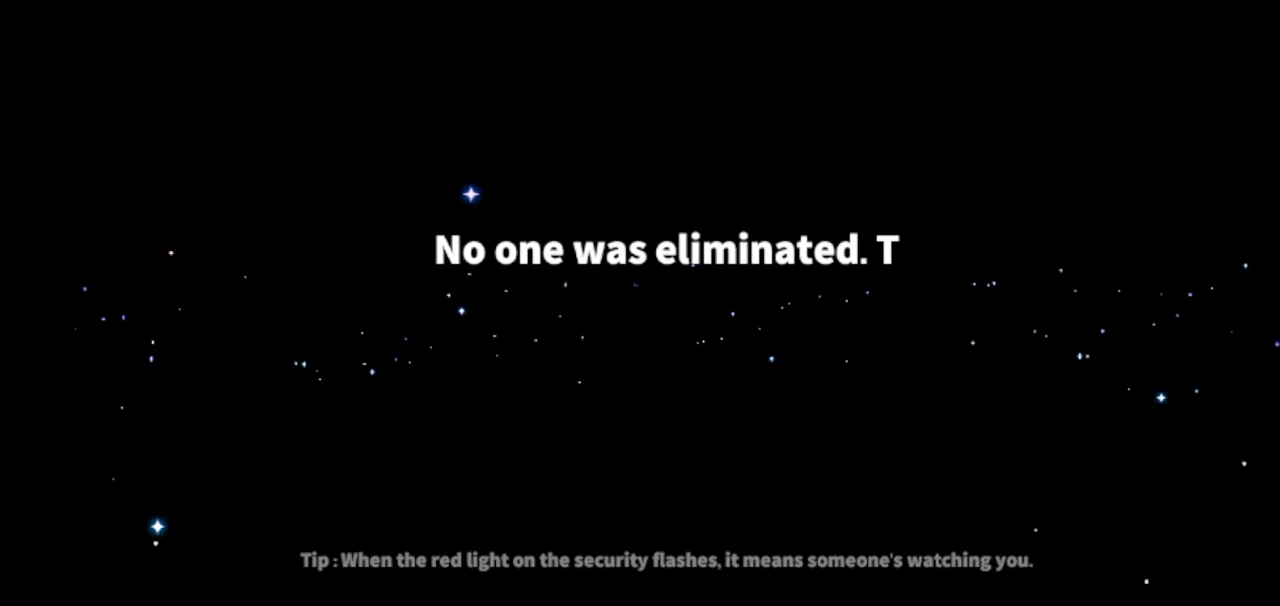 No one was eliminated. T
Tip : When the red light on the security flashes, it means someone's watching you.